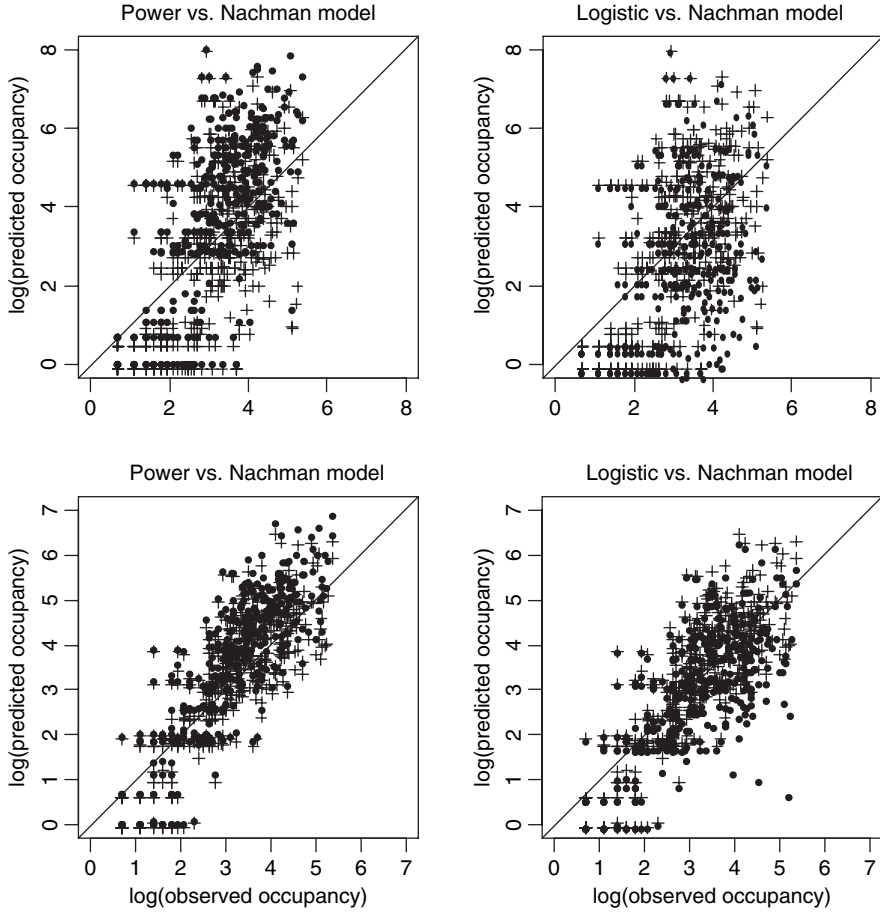 Power vs. Nachman model
Logistic vs. Nachman model
log(predicted occupancy)
8
6
4
2
0
0 2 4 6 8
log(predicted occupancy)
8
6
4
2
0
0 2 4 6 8
Power vs. Nachman model
Logistic vs. Nachman model
log(predicted occupancy)
7
6
5
4
3
2
1
0
0 1 2 3 4 5 6 7
log(observed occupancy)
log(predicted occupancy)
7
6
5
4
3
2
1
0
0 1 2 3 4 5 6 7
log(observed occupancy)